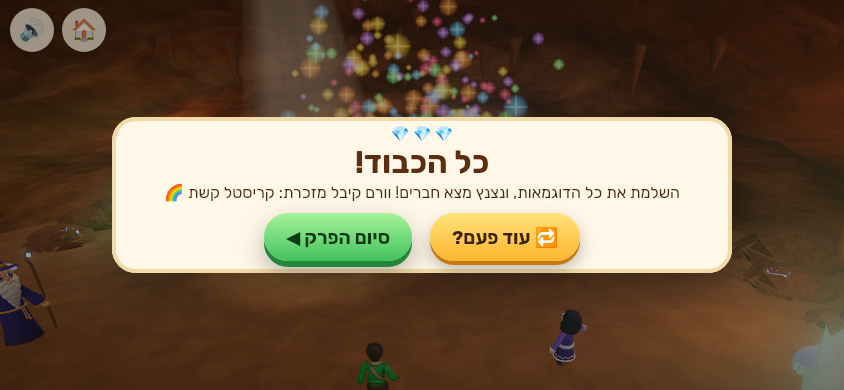 כל הכבוד!
השלמת את כל הדוגמאות, ונצנץ מצא חברים! וורם קיבל מזכרת: קריסטל קשת
עוד פעם?
סיום הפרק